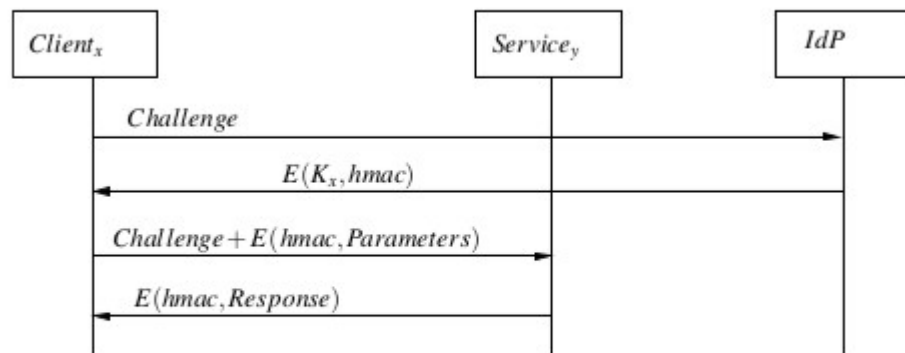 Client_x Service_y IdP
Challenge
E(K_x,hmac)
Challenge+E(hmac,Parameters)
E(hmac,Response)